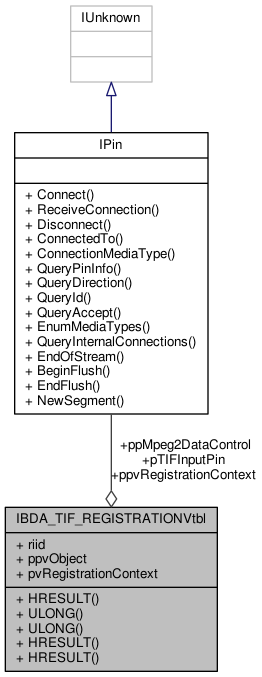 IUnknown
IPin
+ Connect()
+ ReceiveConnection()
+ Disconnect()
+ ConnectedTo()
+ ConnectionMediaType()
+ QueryPinInfo()
+ QueryDirection()
+ QueryId()
+ QueryAccept()
+ EnumMediaTypes()
+ QueryInternalConnections()
+ EndOfStream()
+ BeginFlush()
+ EndFlush()
+ NewSegment()
+ppMpeg2DataControl
+pTIFInputPin
+ppvRegistrationContext
IBDA_TIF_REGISTRATIONVtbl
+ riid
+ ppvObject
+ pvRegistrationContext
+ HRESULT()
+ ULONG()
+ ULONG()
+ HRESULT()
+ HRESULT()